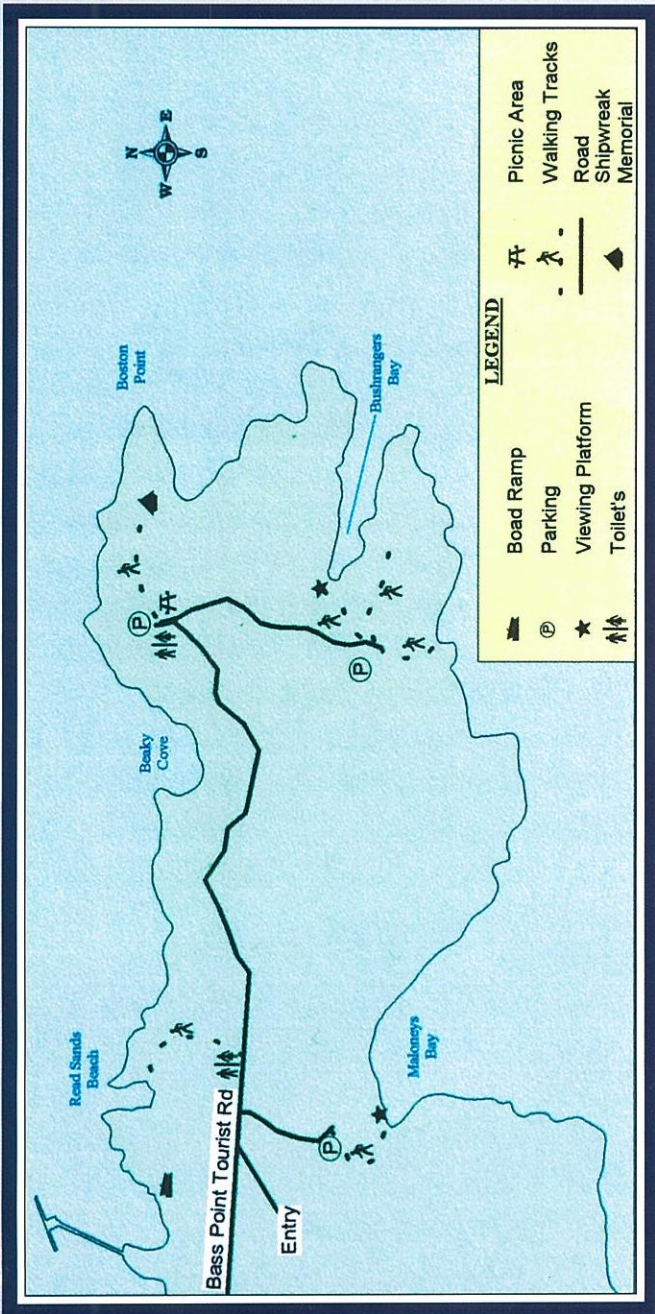 N
W E
S
Boston
Point
Beaky
Cove
Read Sands
Beach
Bushrangers
Bay
Maloneys
Bay
P
P
P
Bass Point Tourist Rd
Entry
LEGEND
Boad Ramp
Parking
Viewing Platform
Toilet's
Picnic Area
Walking Tracks
Road
Shipwreak
Memorial
P